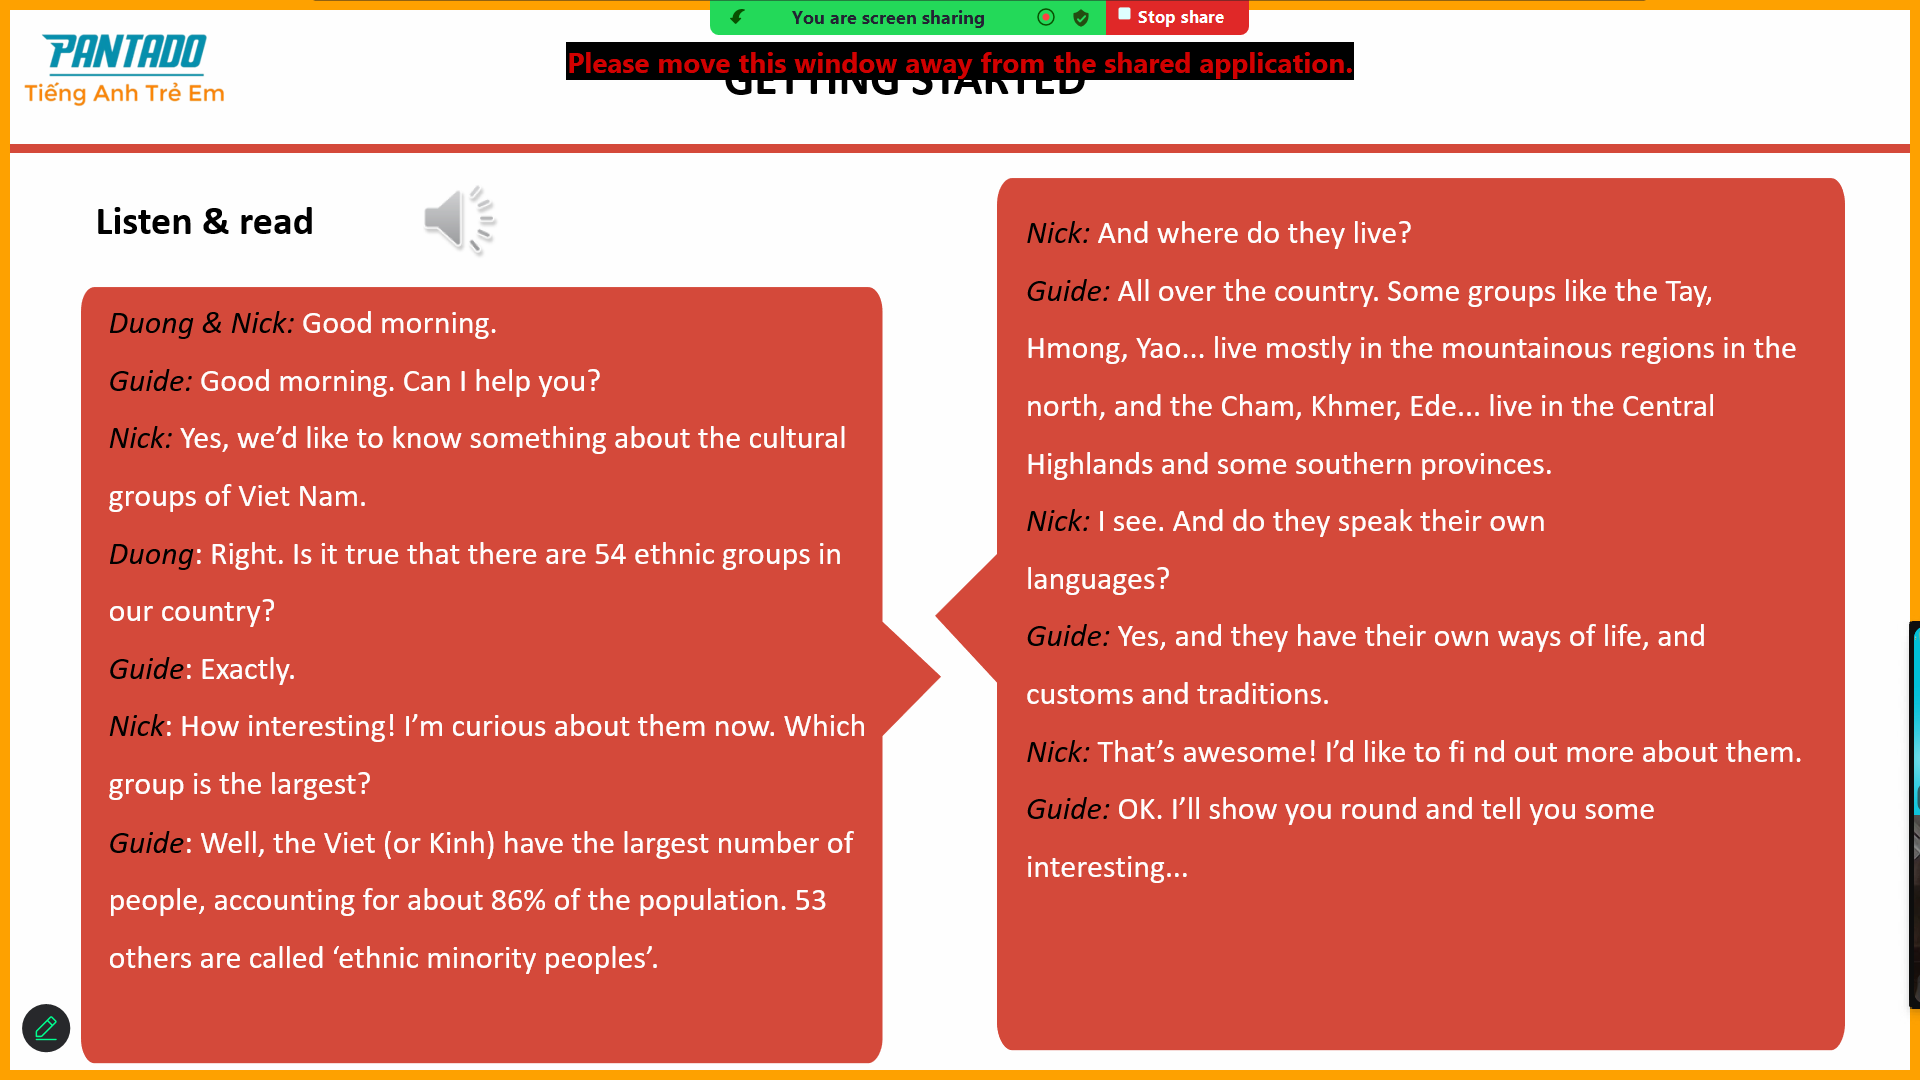 You are screen sharing
Stop share
Please move this window away from the shared application.
PANTADO
Tiếng Anh Trẻ Em
GETTING STARTED
Listen & read
Duong & Nick: Good morning.
Guide: Good morning. Can I help you?
Nick: Yes, we’d like to know something about the cultural
groups of Viet Nam.
Duong: Right. Is it true that there are 54 ethnic groups in
our country?
Guide: Exactly.
Nick: How interesting! I’m curious about them now. Which
group is the largest?
Guide: Well, the Viet (or Kinh) have the largest number of
people, accounting for about 86% of the population. 53
others are called ‘ethnic minority peoples’.
Nick: And where do they live?
Guide: All over the country. Some groups like the Tay,
Hmong, Yao... live mostly in the mountainous regions in the
north, and the Cham, Khmer, Ede... live in the Central
Highlands and some southern provinces.
Nick: I see. And do they speak their own
languages?
Guide: Yes, and they have their own ways of life, and
customs and traditions.
Nick: That’s awesome! I’d like to fi nd out more about them.
Guide: OK. I’ll show you round and tell you some
interesting...